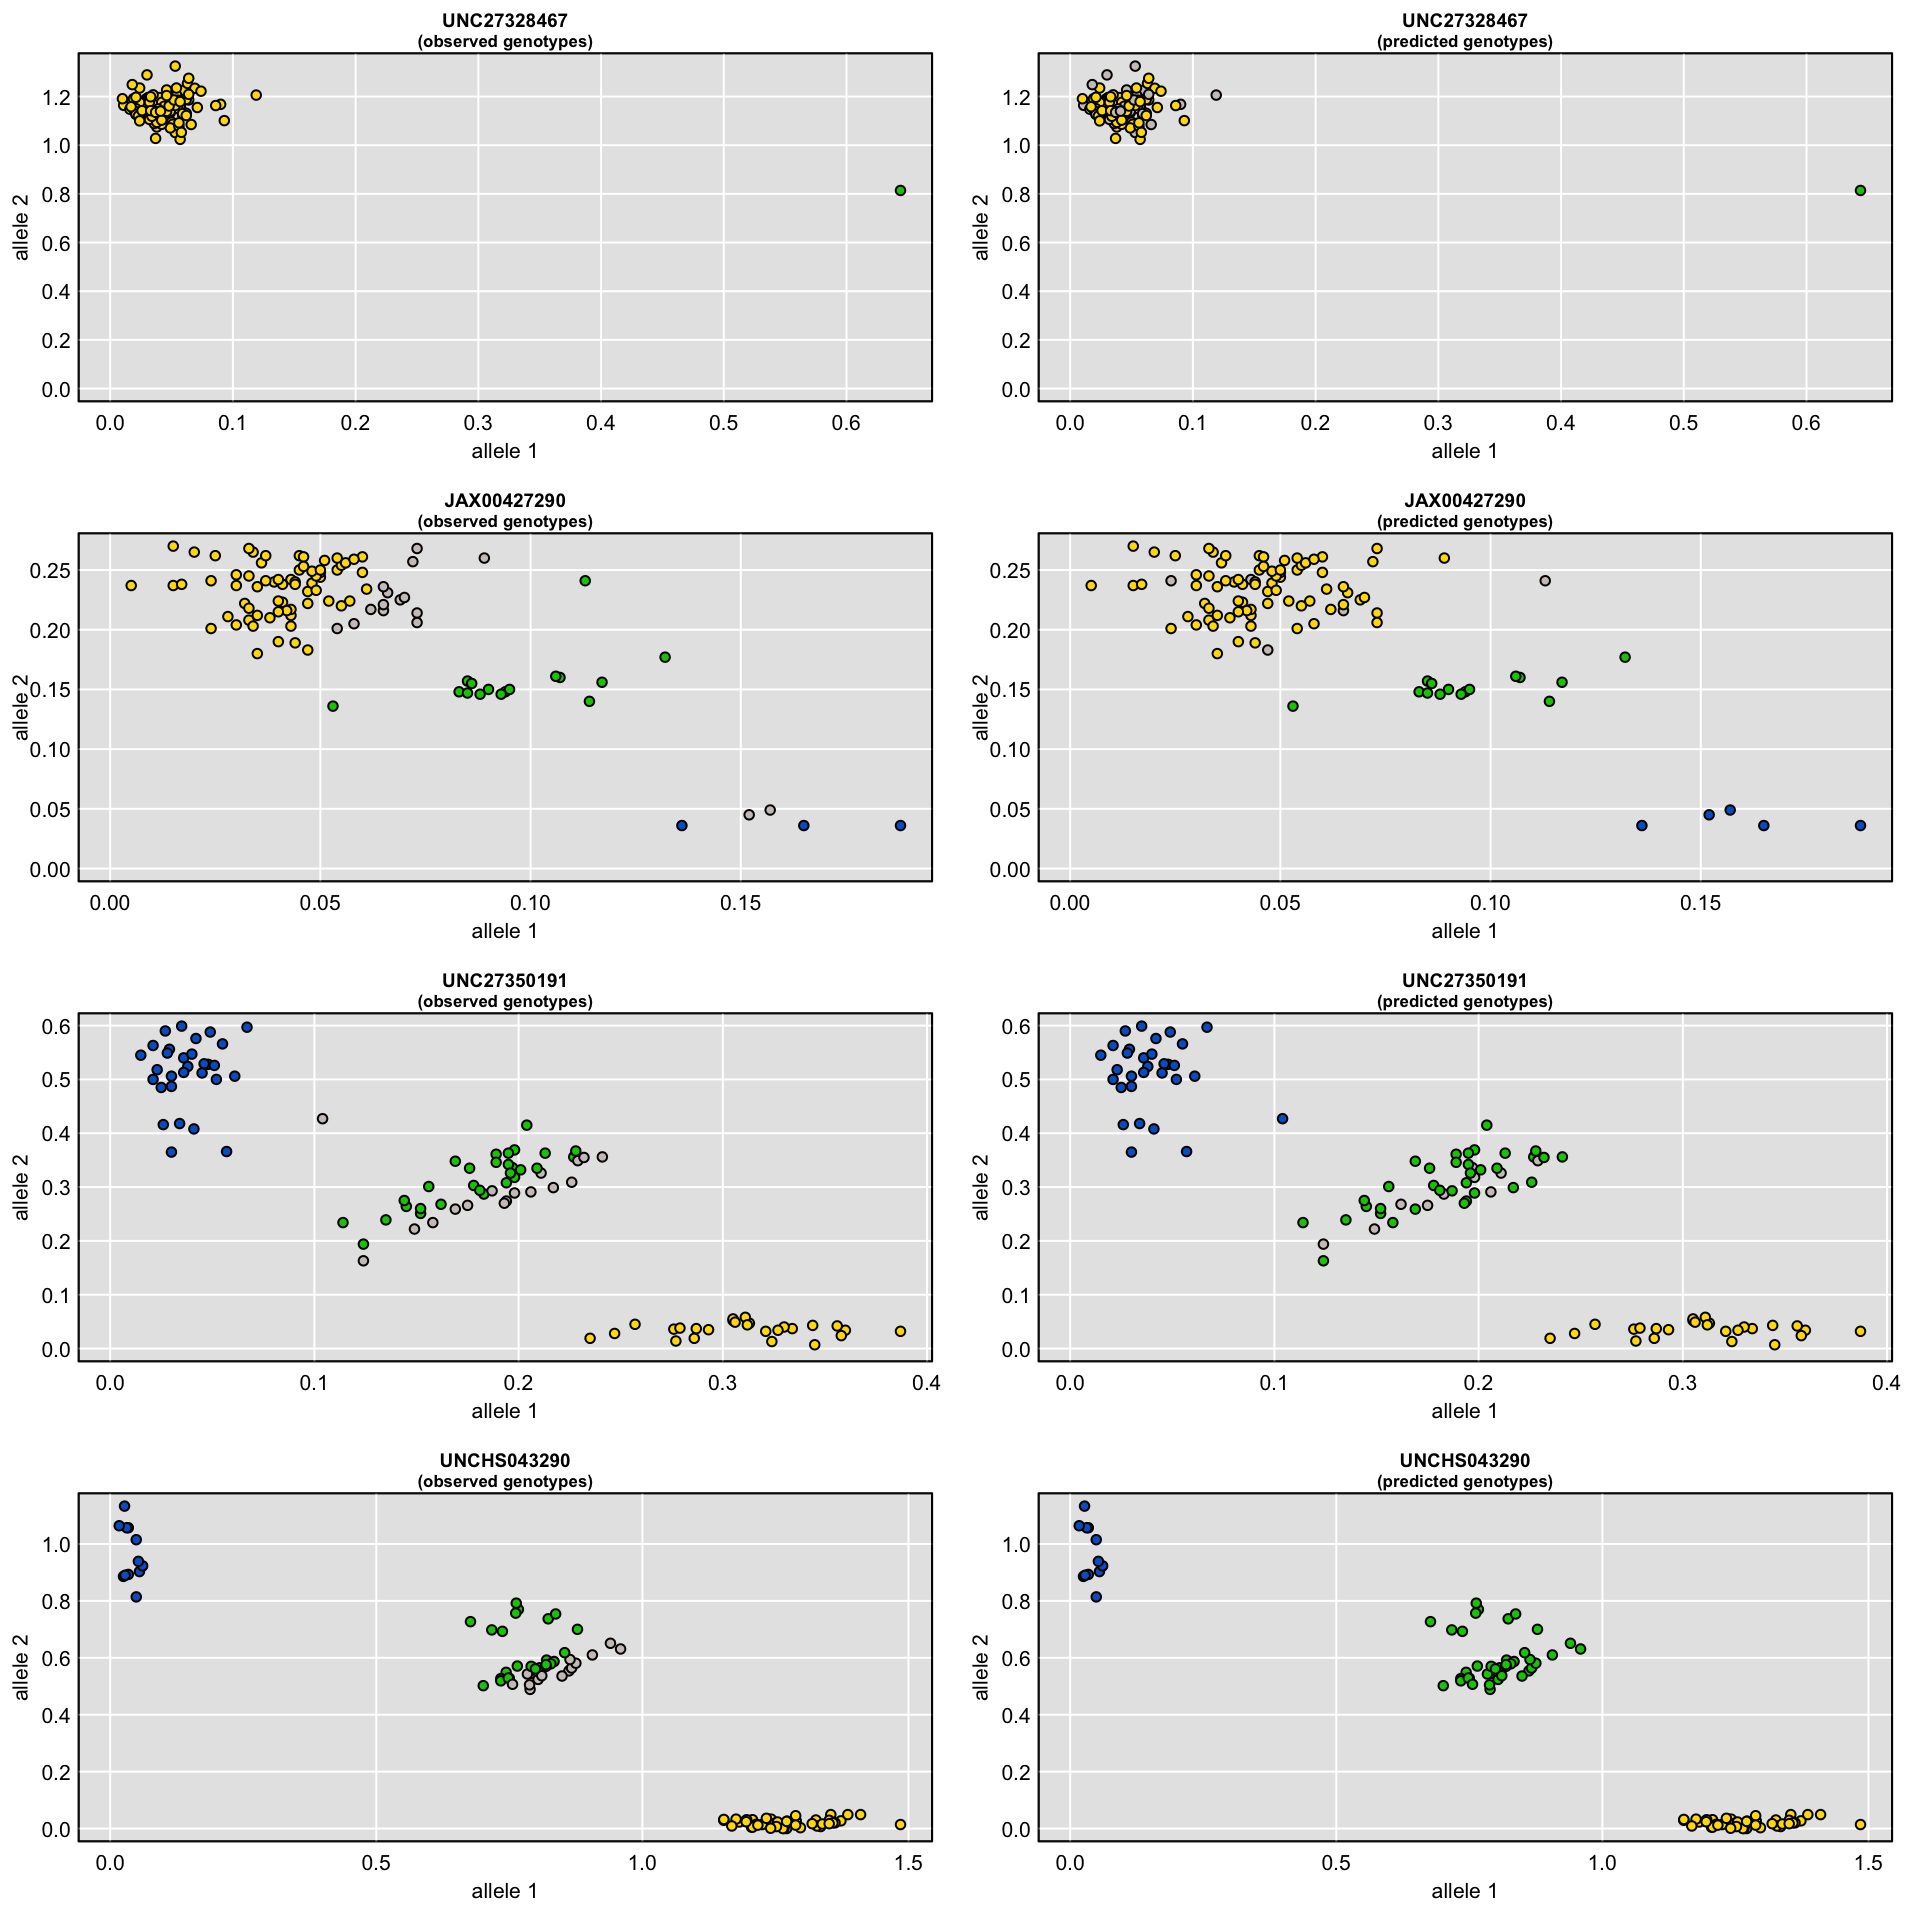 UNC27328467
(observed genotypes)
allele 2
1.2
1.0
0.8
0.6
0.4
0.2
0.0
0.0 0.1 0.2 0.3 0.4 0.5 0.6
allele 1
UNC27328467
(predicted genotypes)
allele 2
1.2
1.0
0.8
0.6
0.4
0.2
0.0
0.0 0.1 0.2 0.3 0.4 0.5 0.6
allele 1
JAX00427290
(observed genotypes)
allele 2
0.25
0.20
0.15
0.10
0.05
0.00
0.00 0.05 0.10 0.15
allele 1
JAX00427290
(predicted genotypes)
allele 2
0.25
0.20
0.15
0.10
0.05
0.00
0.00 0.05 0.10 0.15
allele 1
UNC27350191
(observed genotypes)
allele 2
0.6
0.5
0.4
0.3
0.2
0.1
0.0
0.0 0.1 0.2 0.3 0.4
allele 1
UNC27350191
(predicted genotypes)
allele 2
0.6
0.5
0.4
0.3
0.2
0.1
0.0
0.0 0.1 0.2 0.3 0.4
allele 1
UNCHS043290
(observed genotypes)
allele 2
1.0
0.8
0.6
0.4
0.2
0.0
0.0 0.5 1.0 1.5
allele 1
UNCHS043290
(predicted genotypes)
allele 2
1.0
0.8
0.6
0.4
0.2
0.0
0.0 0.5 1.0 1.5
allele 1